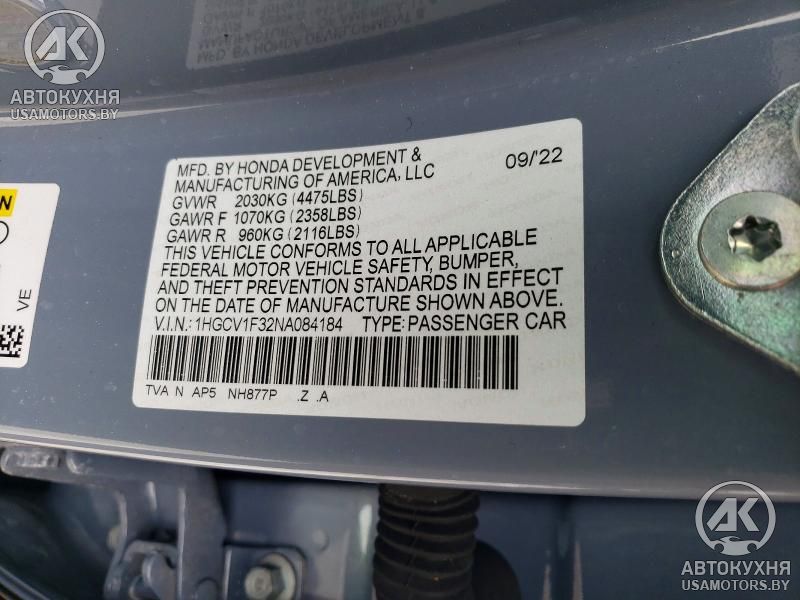 АВТОКУХНЯ
USAMOTORS.BY
MFD. BY HONDA DEVELOPMENT &
MANUFACTURING OF AMERICA, LLC
09/'22
GVWR 2030KG (4475LBS)
GAWR F 1070KG (2358LBS)
GAWR R 960KG (2116LBS)
THIS VEHICLE CONFORMS TO ALL APPLICABLE
FEDERAL MOTOR VEHICLE SAFETY, BUMPER,
AND THEFT PREVENTION STANDARDS IN EFFECT
ON THE DATE OF MANUFACTURE SHOWN ABOVE.
V.I.N.: 1HGCV1F32NA084184 TYPE: PASSENGER CAR
TVA N AP5 NH877P .Z .A
VE
АВТОКУХНЯ
USAMOTORS.BY